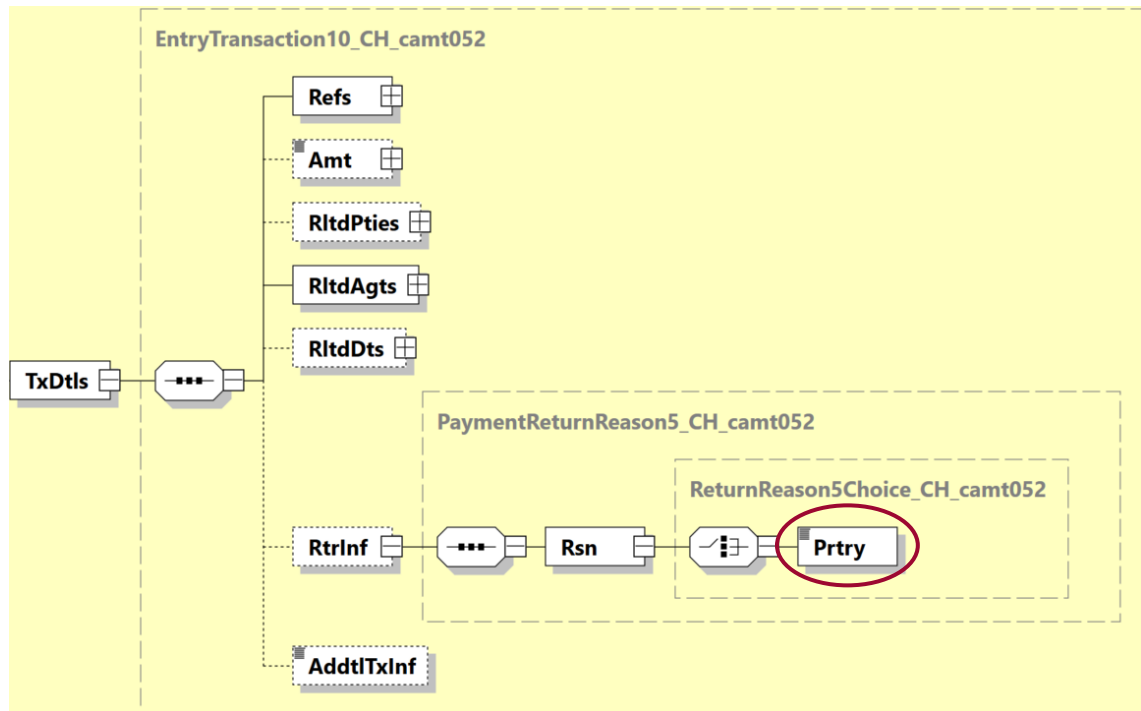 EntryTransaction10_CH_camt052
Refs
Amt
RltdPties
RltdAgts
RltdDts
TxDtls
PaymentReturnReason5_CH_camt052
ReturnReason5Choice_CH_camt052
RtrInf
Rsn
Prtry
AddtlTxInf